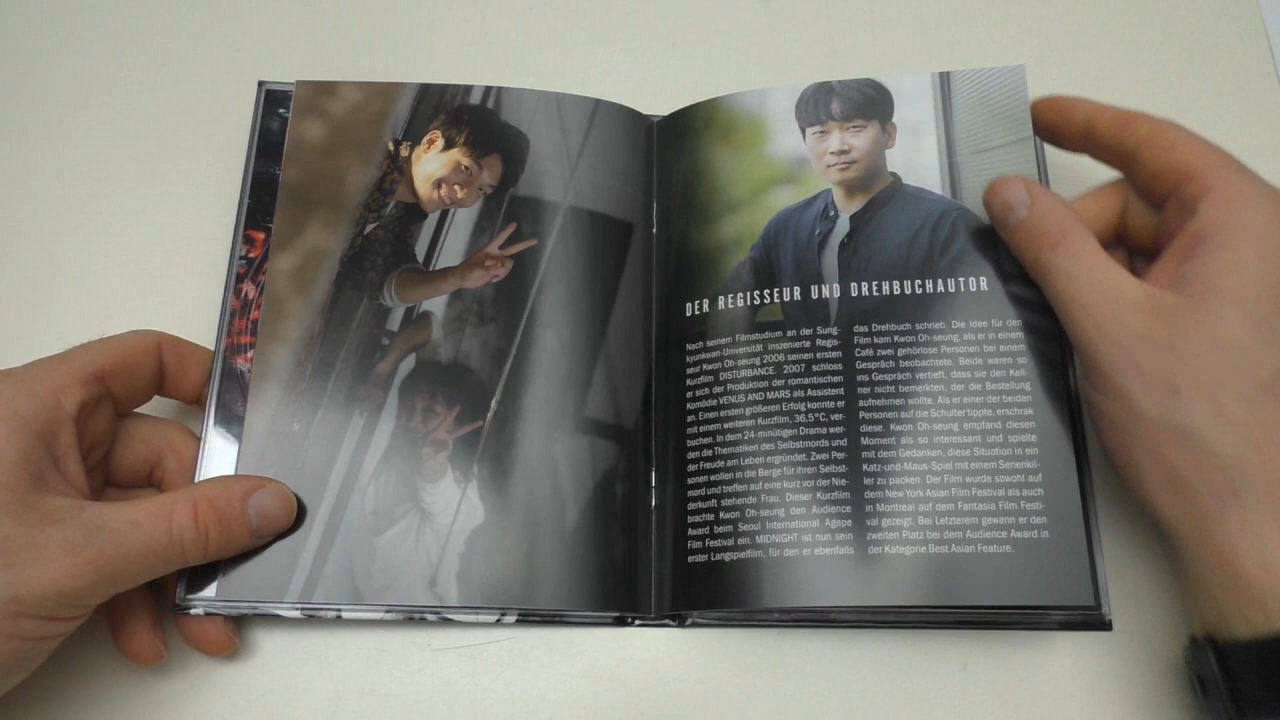 DER REGISSEUR UND DREHBUCHAUTOR
Nach seinem Filmstudium an der Sung-
kyunkwan-Universität inszenierte Regis-
seur Kwon Oh-seung 2006 seinen ersten
Kurzfilm DISTURBANCE. 2007 schloss
er sich der Produktion der romantischen
Komödie VENUS AND MARS als Assistent
an. Einen ersten größeren Erfolg konnte er
mit einem weiteren Kurzfilm, 36.5°C, ver-
buchen. In dem 24-minütigen Drama wer-
den die Thematiken des Selbstmords und
der Freude am Leben ergründet. Zwei Per-
sonen wollen in die Berge für ihren Selbst-
mord und treffen auf eine kurz vor der Nie-
derkunft stehende Frau. Dieser Kurzfilm
brachte Kwon Oh-seung den Audience
Award beim Seoul International Agape
Film Festival ein. MIDNIGHT ist nun sein
erster Langspielfilm, für den er ebenfalls
das Drehbuch schrieb. Die Idee für den
Film kam Kwon Oh-seung, als er in einem
Café zwei gehörlose Personen bei einem
Gespräch beobachtete. Beide waren so
ins Gespräch vertieft, dass sie den Kell-
ner nicht bemerkten, der die Bestellung
aufnehmen wollte. Als er einer der beiden
Personen auf die Schulter tippte, erschrak
diese. Kwon Oh-seung empfand diesen
Moment als so interessant und spielte
mit dem Gedanken, diese Situation in ein
Katz-und-Maus-Spiel mit einem Serienkil-
ler zu packen. Der Film wurde sowohl auf
dem New York Asian Film Festival als auch
in Montreal auf dem Fantasia Film Festi-
val gezeigt. Bei Letzterem gewann er den
zweiten Platz bei dem Audience Award in
der Kategorie Best Asian Feature.